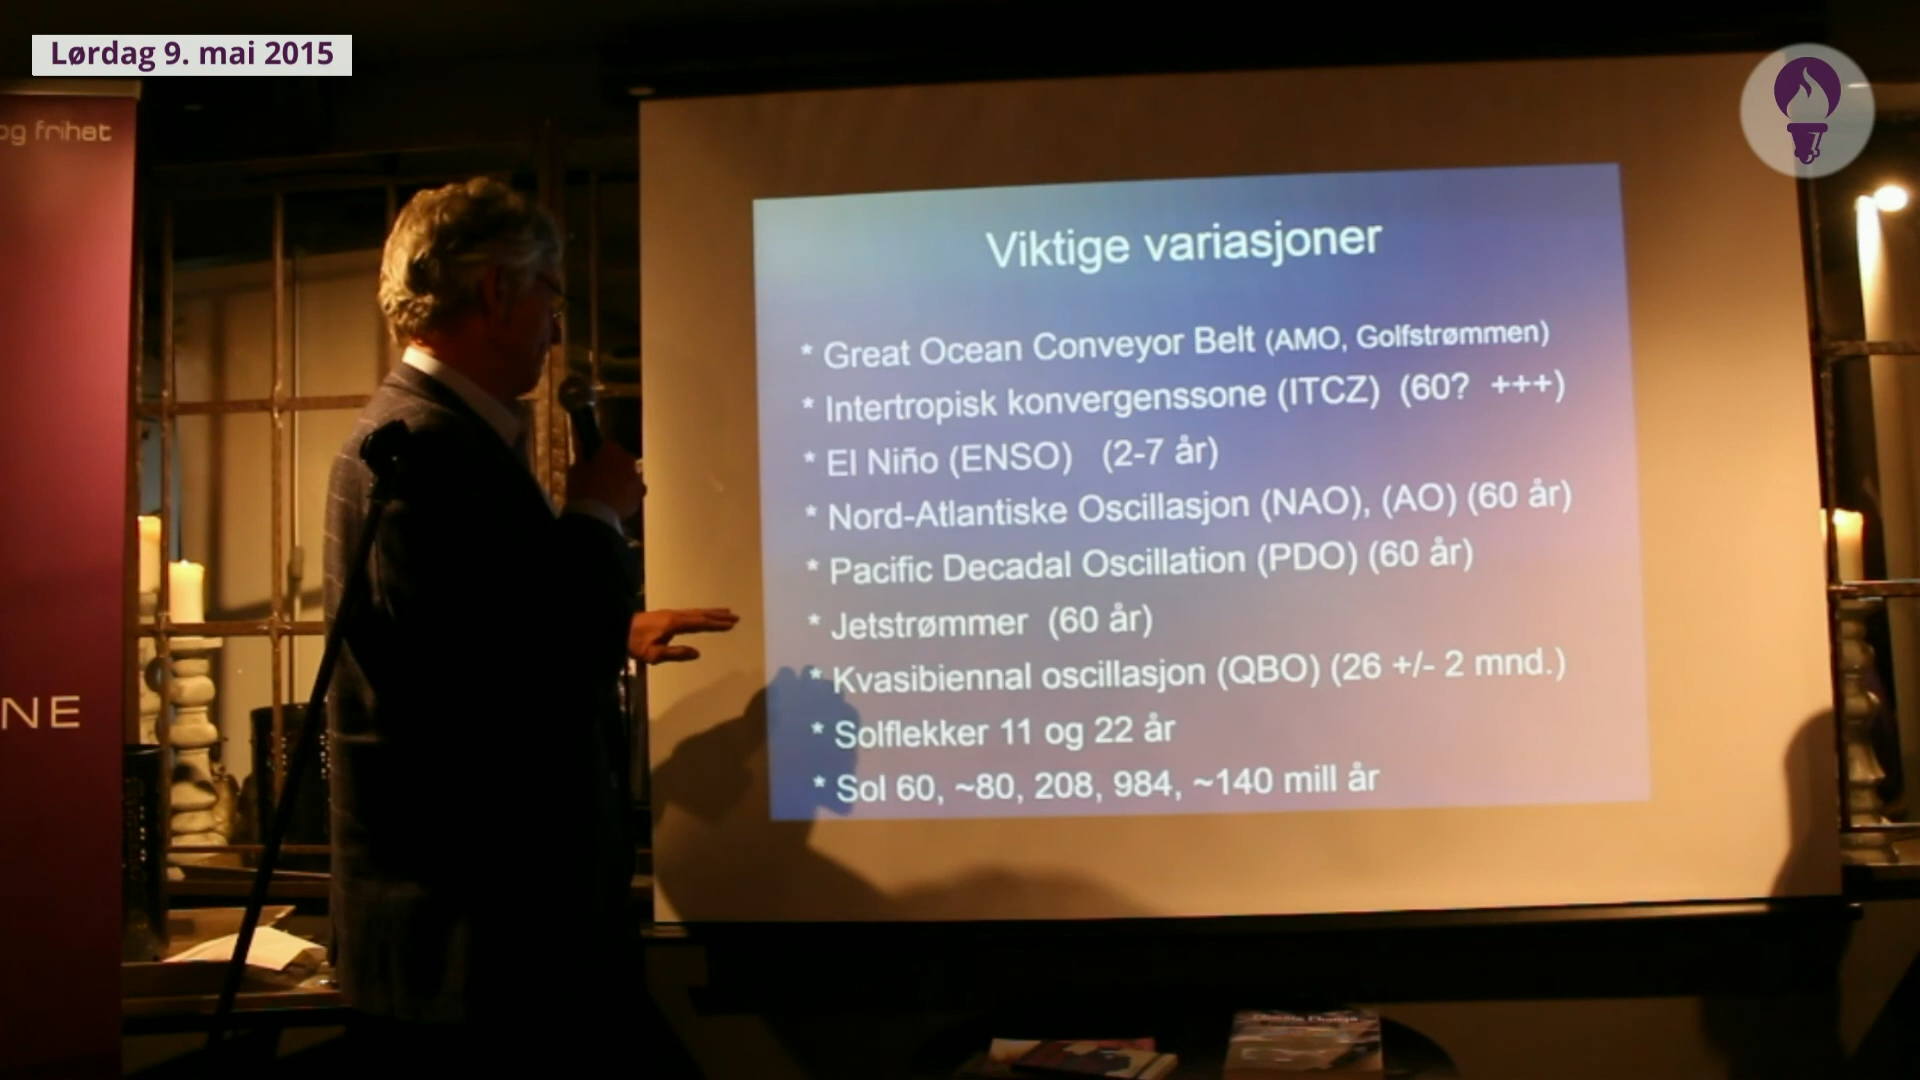 Lørdag 9. mai 2015
og frihet
NE
Viktige variasjoner
* Great Ocean Conveyor Belt (AMO, Golfstrømmen)
* Intertropisk konvergenssone (ITCZ) (60? +++)
* El Niño (ENSO) (2-7 år)
* Nord-Atlantiske Oscillasjon (NAO), (AO) (60 år)
* Pacific Decadal Oscillation (PDO) (60 år)
* Jetstrømmer (60 år)
* Kvasibiennal oscillasjon (QBO) (26 +/- 2 mnd.)
* Solflekker 11 og 22 år
* Sol 60, ~80, 208, 984, ~140 mill år
Climate Change